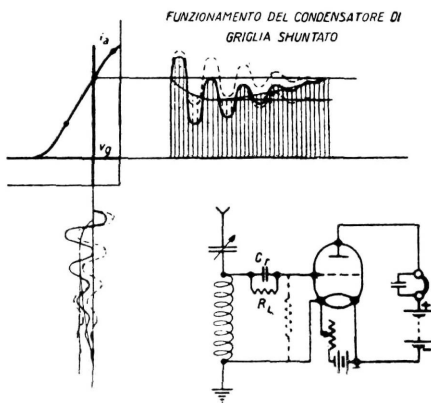 FUNZIONAMENTO DEL CONDENSATORE DI
GRIGLIA SHUNTATO
ia
vg
Cr
RL
+